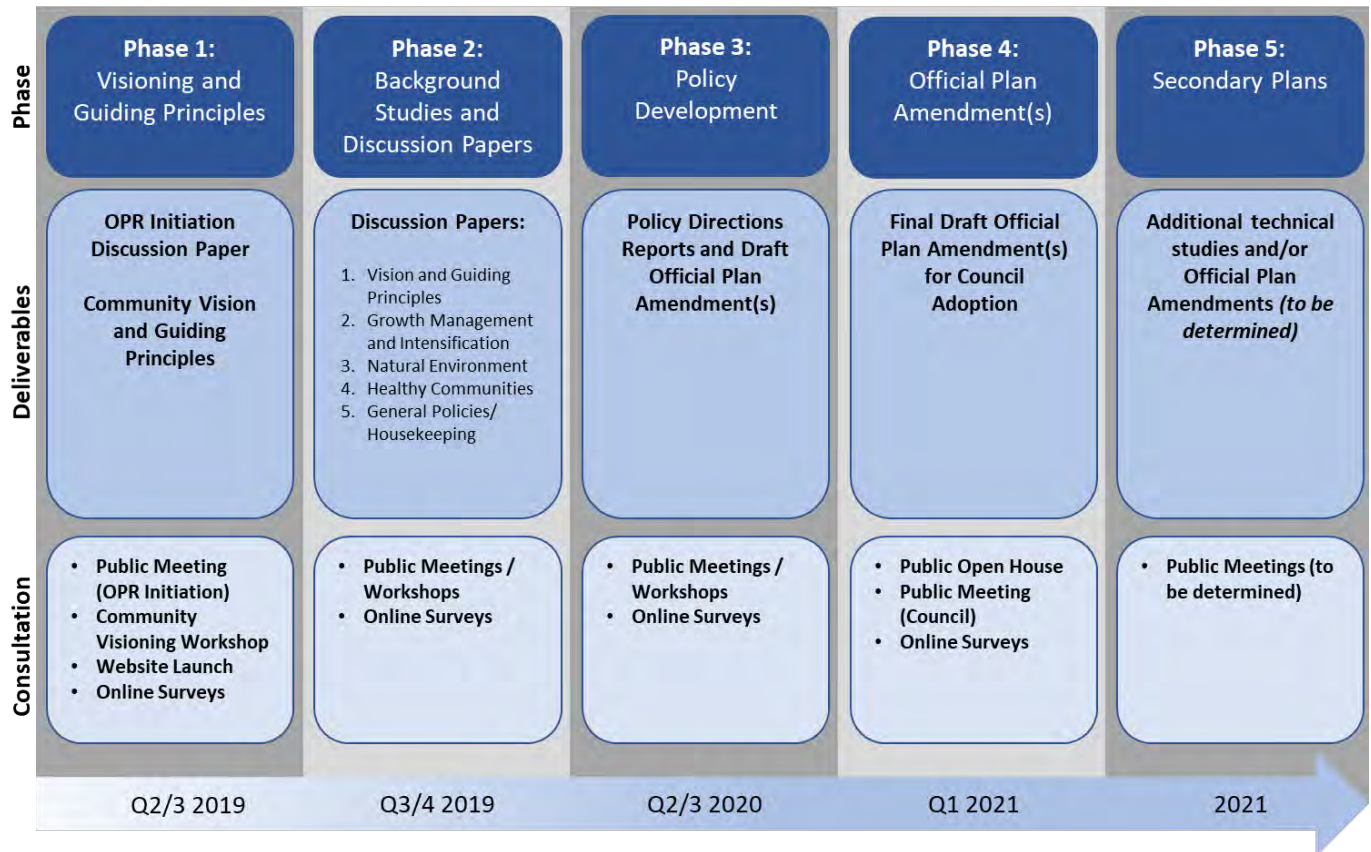 Phase
Phase 1:
Visioning and
Guiding Principles
Phase 2:
Background
Studies and
Discussion Papers
Phase 3:
Policy
Development
Phase 4:
Official Plan
Amendment(s)
Phase 5:
Secondary Plans
Deliverables
OPR Initiation
Discussion Paper
Community Vision
and Guiding
Principles
Discussion Papers:
1. Vision and Guiding
Principles
2. Growth Management
and Intensification
3. Natural Environment
4. Healthy Communities
5. General Policies/
Housekeeping
Policy Directions
Reports and Draft
Official Plan
Amendment(s)
Final Draft Official
Plan Amendment(s)
for Council
Adoption
Additional technical
studies and/or
Official Plan
Amendments (to be
determined)
Consultation
• Public Meeting
(OPR Initiation)
• Community
Visioning Workshop
• Website Launch
• Online Surveys
• Public Meetings /
Workshops
• Online Surveys
• Public Meetings /
Workshops
• Online Surveys
• Public Open House
• Public Meeting
(Council)
• Online Surveys
• Public Meetings (to
be determined)
Q2/3 2019
Q3/4 2019
Q2/3 2020
Q1 2021
2021